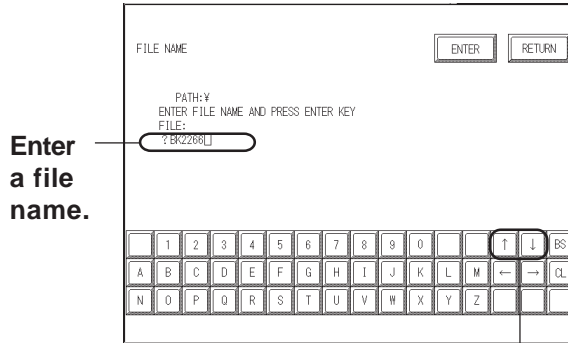 FILE NAME
ENTER
RETURN
PATH:¥
ENTER FILE NAME AND PRESS ENTER KEY
FILE:
?BK2266
Enter
a file
name.
1 2 3 4 5 6 7 8 9 0 ↑ ↓ BS
A B C D E F G H I J K L M ← → CL
N O P Q R S T U V W X Y Z